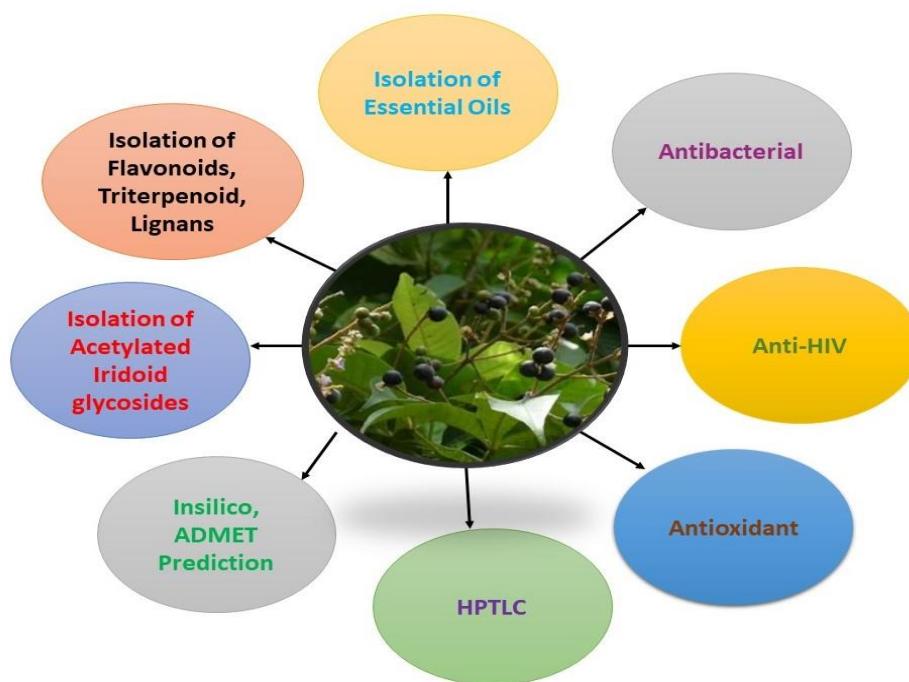 Isolation of
Essential Oils
Antibacterial
Anti-HIV
Antioxidant
HPTLC
Insilico,
ADMET
Prediction
Isolation of
Acetylated
Iridoid
glycosides
Isolation of
Flavonoids,
Triterpenoid,
Lignans